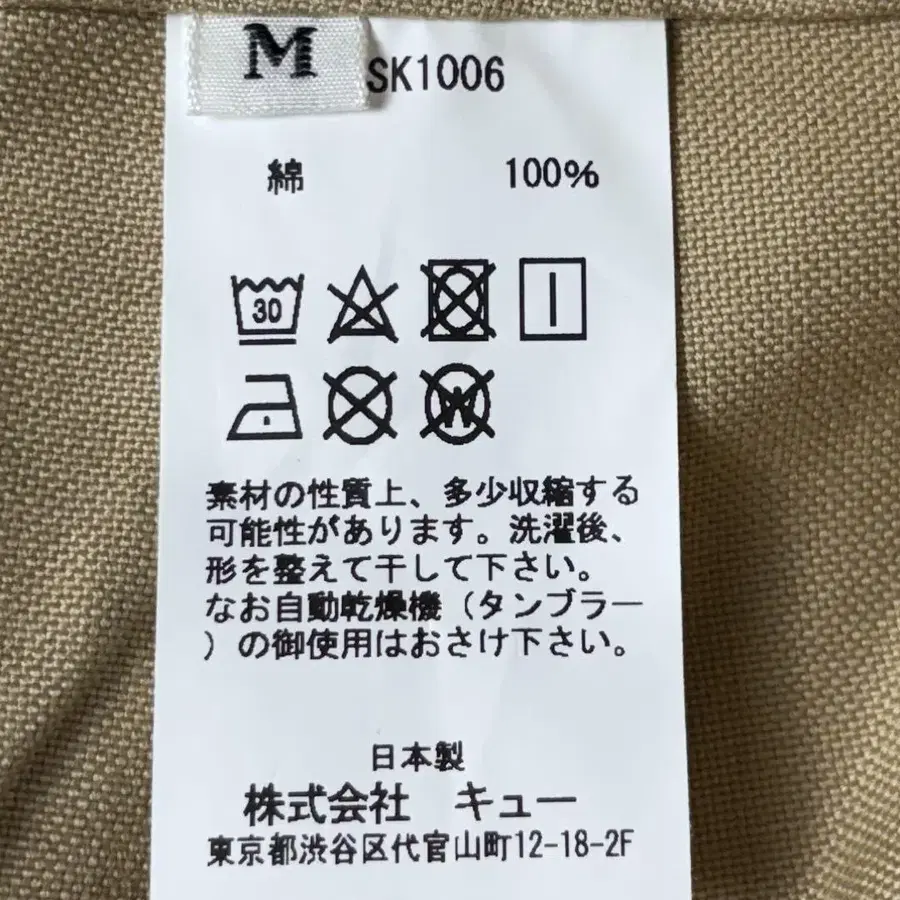 M
SK1006
綿 100%
30
W
素材の性質上、多少収縮する
可能性があります。洗濯後、
形を整えて干して下さい。
なお自動乾燥機（タンブラー
）の御使用はおさけ下さい。
日本製
株式会社 キュー
東京都渋谷区代官山町12-18-2F